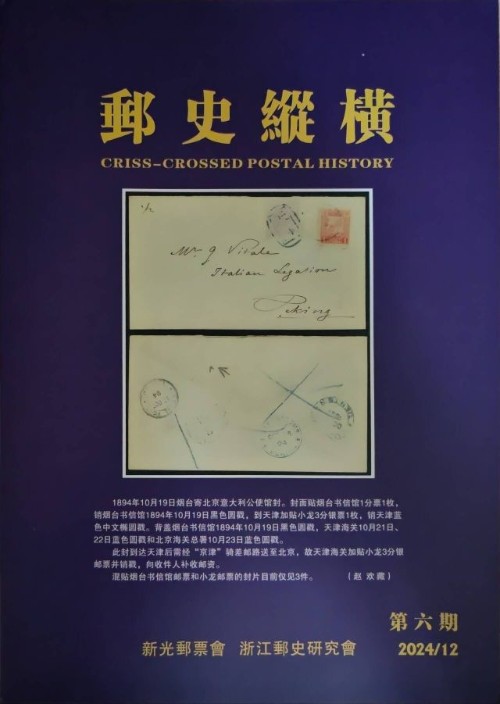 郵史縱橫
CRISS-CROSSED POSTAL HISTORY
Mr. G Vitale
Italian Legation
Peking
1894年10月19日烟台寄北京意大利公使馆封。封面贴烟台书信馆1分票1枚，
销烟台书信馆1894年10月19日黑色圆戳，到天津加贴小龙3分银票1枚，销天津蓝
色中文椭圆戳。背盖烟台书信馆1894年10月19日黑色圆戳，天津海关10月21日、
22日蓝色圆戳和北京海关总署10月23日蓝色圆戳。
此封到达天津后需经“京津”骑差邮路送至北京，故天津海关加贴小龙3分银
邮票并销戳，向收件人补收邮资。
混贴烟台书信馆邮票和小龙邮票的封片目前仅见3件。 （赵 欢藏）
第六期
新光郵票會 浙江郵史研究會 2024/12